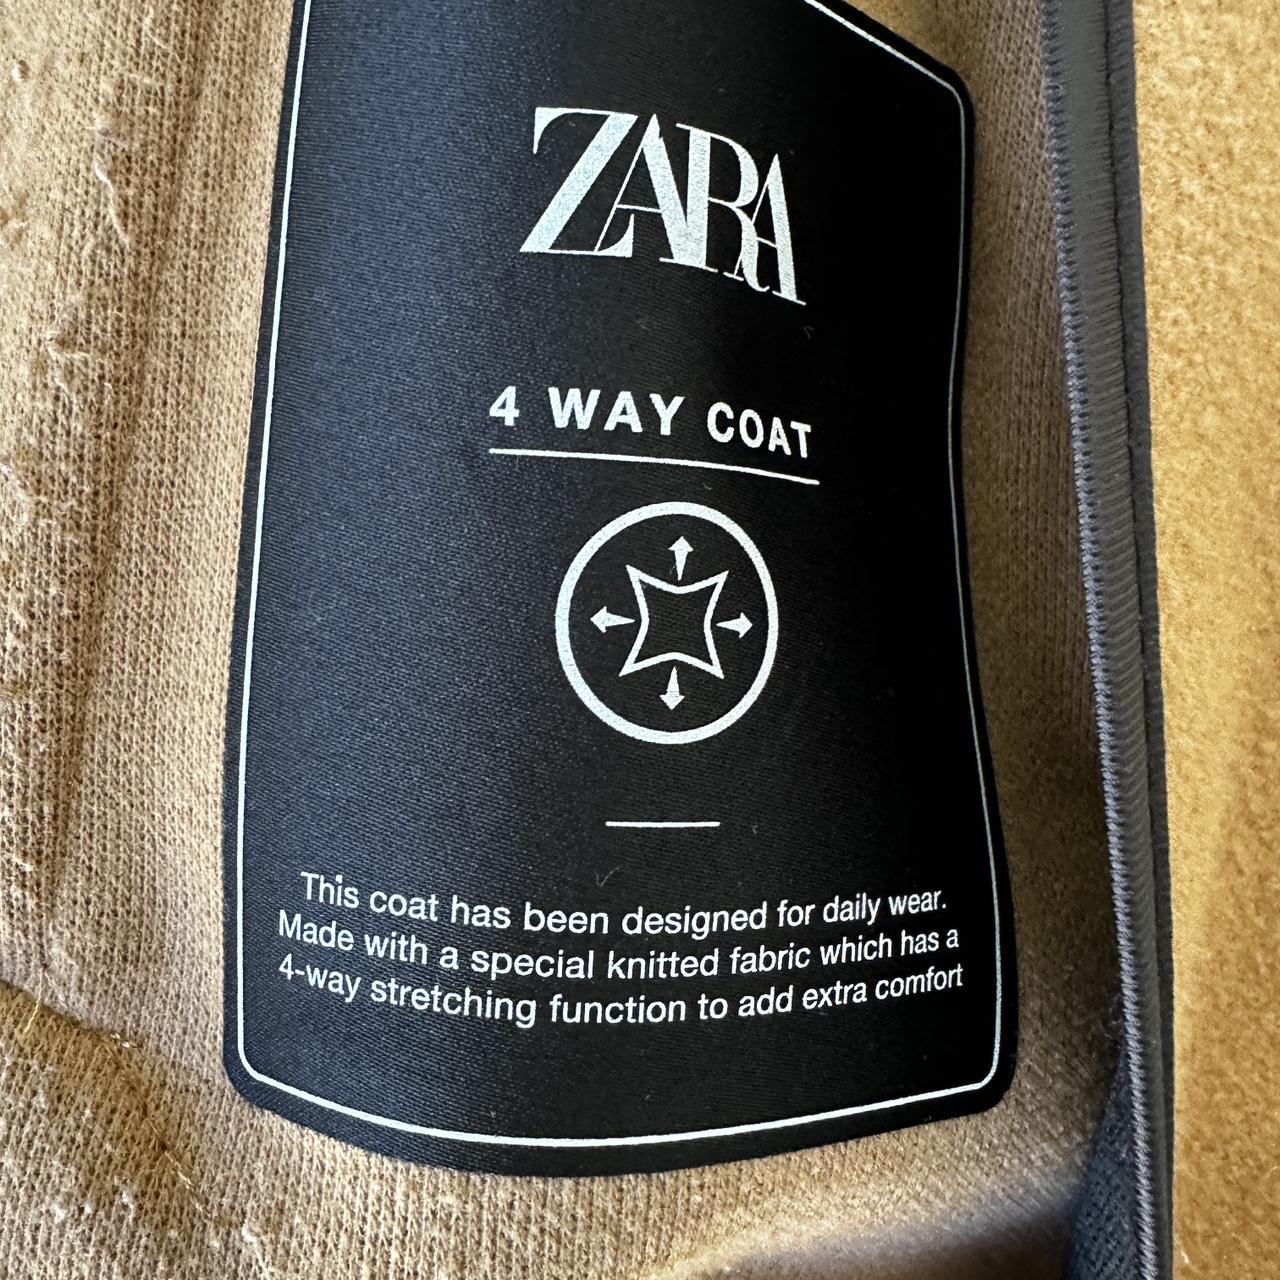 ZARA
4 WAY COAT
This coat has been designed for daily wear.
Made with a special knitted fabric which has a
4-way stretching function to add extra comfort